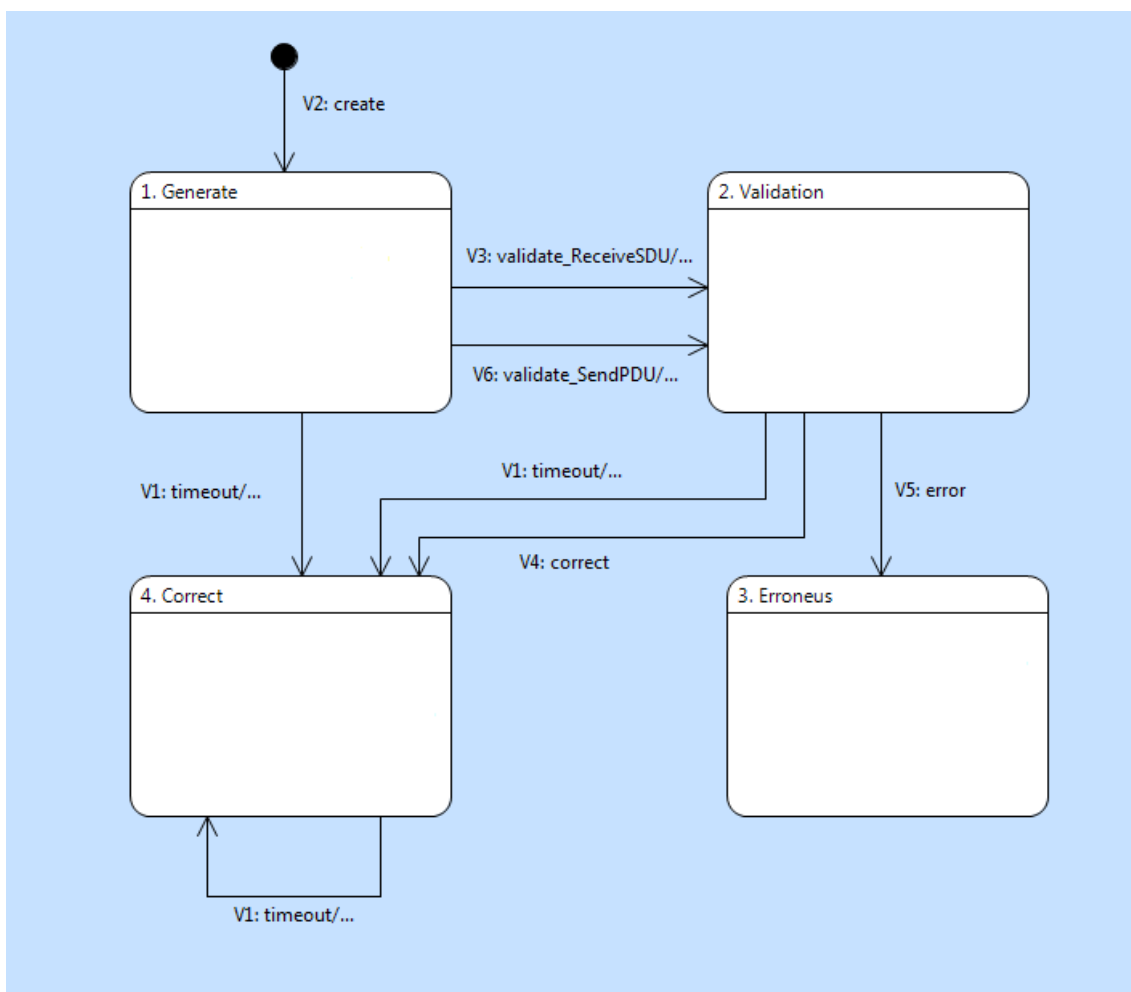 V2: create
1. Generate
2. Validation
V3: validate_ReceiveSDU/...
V6: validate_SendPDU/...
V1: timeout/...
V1: timeout/...
V5: error
V4: correct
4. Correct
3. Erroneus
V1: timeout/...